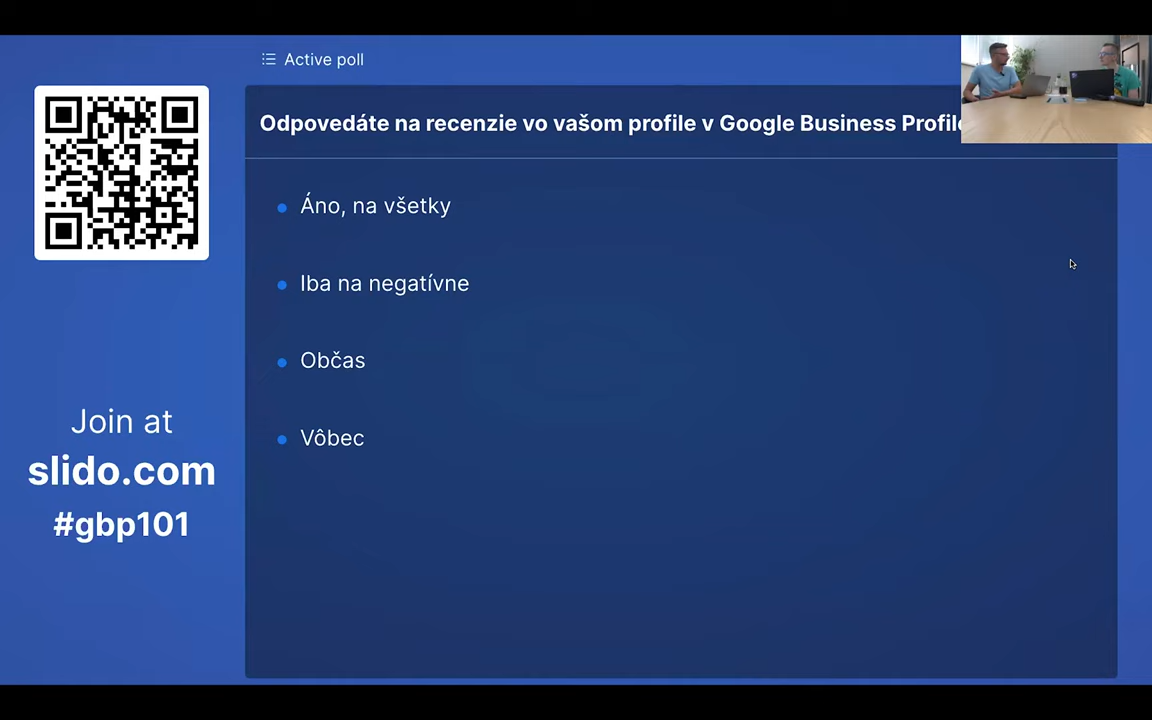 Active poll
Odpovedáte na recenzie vo vašom profile v Google Business
Áno, na všetky
Iba na negatívne
Občas
Vôbec
Join at
slido.com
#gbp101